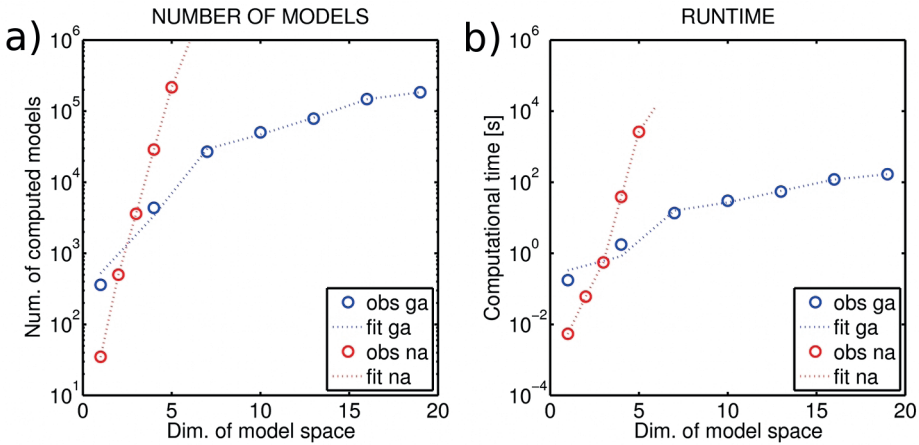 NUMBER OF MODELS
a)
10^6
10^5
10^4
10^3
10^2
10^1
Num. of computed models
obs ga
fit ga
obs na
fit na
0 5 10 15 20
Dim. of model space
RUNTIME
b)
10^6
10^4
10^2
10^0
10^-2
10^-4
Computational time [s]
obs ga
fit ga
obs na
fit na
0 5 10 15 20
Dim. of model space